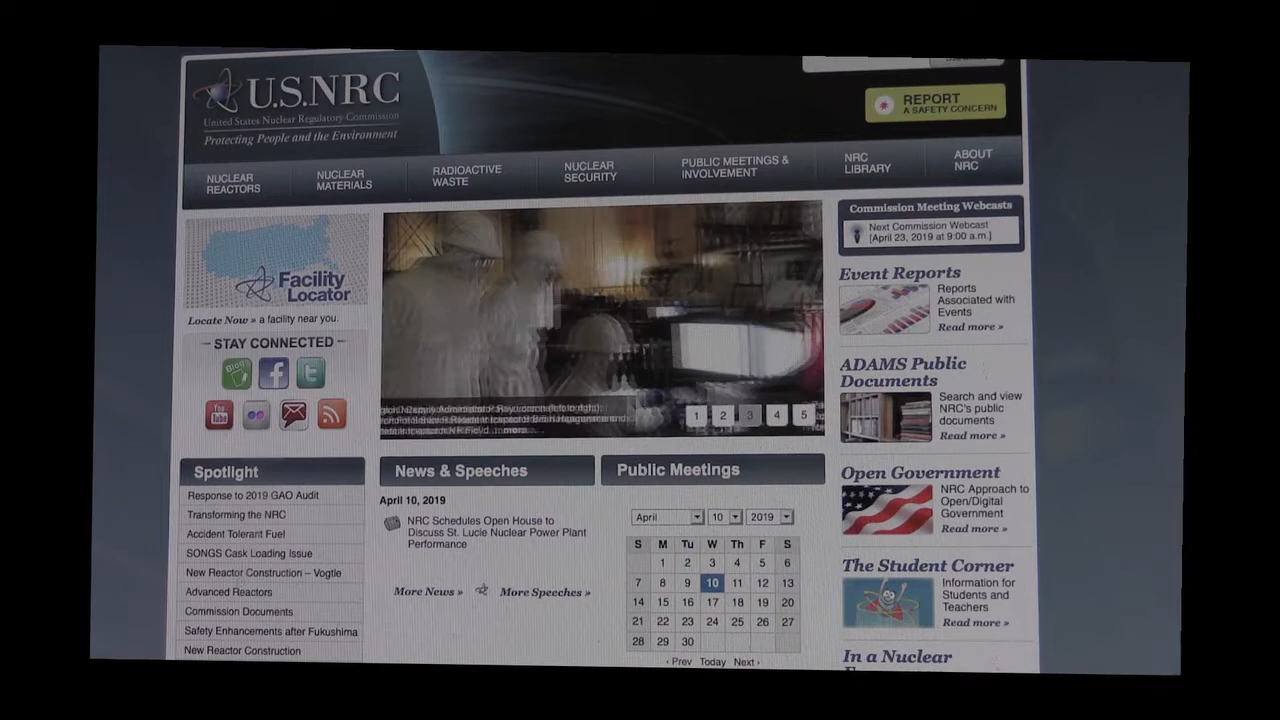 U.S.NRC
United States Nuclear Regulatory Commission
Protecting People and the Environment
REPORT
A SAFETY CONCERN
NUCLEAR
REACTORS
NUCLEAR
MATERIALS
RADIOACTIVE
WASTE
NUCLEAR
SECURITY
PUBLIC MEETINGS &
INVOLVEMENT
NRC
LIBRARY
ABOUT
NRC
Facility
Locator
Locate Now » a facility near you.
STAY CONNECTED
Blog
f
t
You
Tube
more...
1 2 3 4 5
Commission Meeting Webcasts
Next Commission Webcast
[April 23, 2019 at 9:00 a.m.]
Event Reports
Reports
Associated with
Events
Read more »
ADAMS Public
Documents
Search and view
NRC's public
documents
Read more »
Open Government
NRC Approach to
Open/Digital
Government
Read more »
The Student Corner
Information for
Students and
Teachers
Read more »
In a Nuclear
Spotlight
Response to 2019 GAO Audit
Transforming the NRC
Accident Tolerant Fuel
SONGS Cask Loading Issue
New Reactor Construction – Vogtle
Advanced Reactors
Commission Documents
Safety Enhancements after Fukushima
New Reactor Construction
News & Speeches
April 10, 2019
NRC Schedules Open House to
Discuss St. Lucie Nuclear Power Plant
Performance
More News » More Speeches »
Public Meetings
April 10 2019
S M Tu W Th F S
1 2 3 4 5 6
7 8 9 10 11 12 13
14 15 16 17 18 19 20
21 22 23 24 25 26 27
28 29 30
‹ Prev Today Next ›